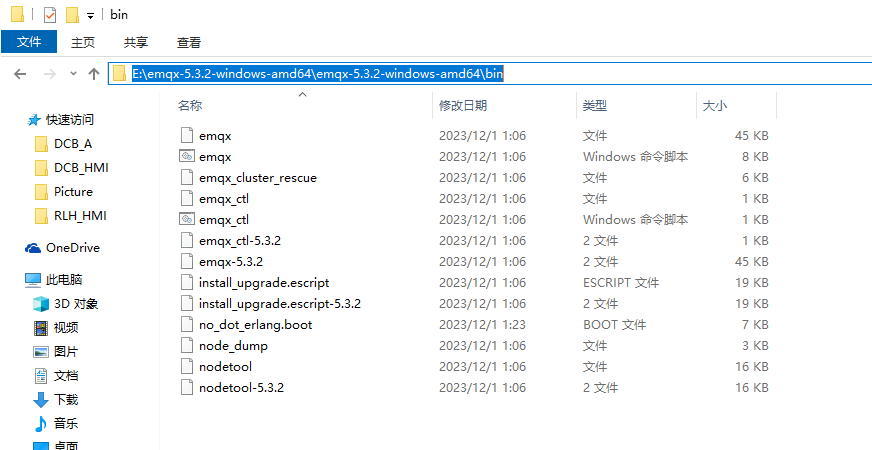 bin
文件 主页 共享 查看
E:\emqx-5.3.2-windows-amd64\emqx-5.3.2-windows-amd64\bin
快速访问
DCB_A
DCB_HMI
Picture
RLH_HMI
OneDrive
此电脑
3D 对象
视频
图片
文档
下载
音乐
桌面
名称 修改日期 类型 大小
emqx 2023/12/1 1:06 文件 45 KB
emqx 2023/12/1 1:06 Windows 命令脚本 8 KB
emqx_cluster_rescue 2023/12/1 1:06 文件 6 KB
emqx_ctl 2023/12/1 1:06 文件 1 KB
emqx_ctl 2023/12/1 1:06 Windows 命令脚本 1 KB
emqx_ctl-5.3.2 2023/12/1 1:06 2 文件 1 KB
emqx-5.3.2 2023/12/1 1:06 2 文件 45 KB
install_upgrade.escript 2023/12/1 1:06 ESCRIPT 文件 19 KB
install_upgrade.escript-5.3.2 2023/12/1 1:06 2 文件 19 KB
no_dot_erlang.boot 2023/12/1 1:23 BOOT 文件 7 KB
node_dump 2023/12/1 1:06 文件 3 KB
nodetool 2023/12/1 1:06 文件 16 KB
nodetool-5.3.2 2023/12/1 1:06 2 文件 16 KB